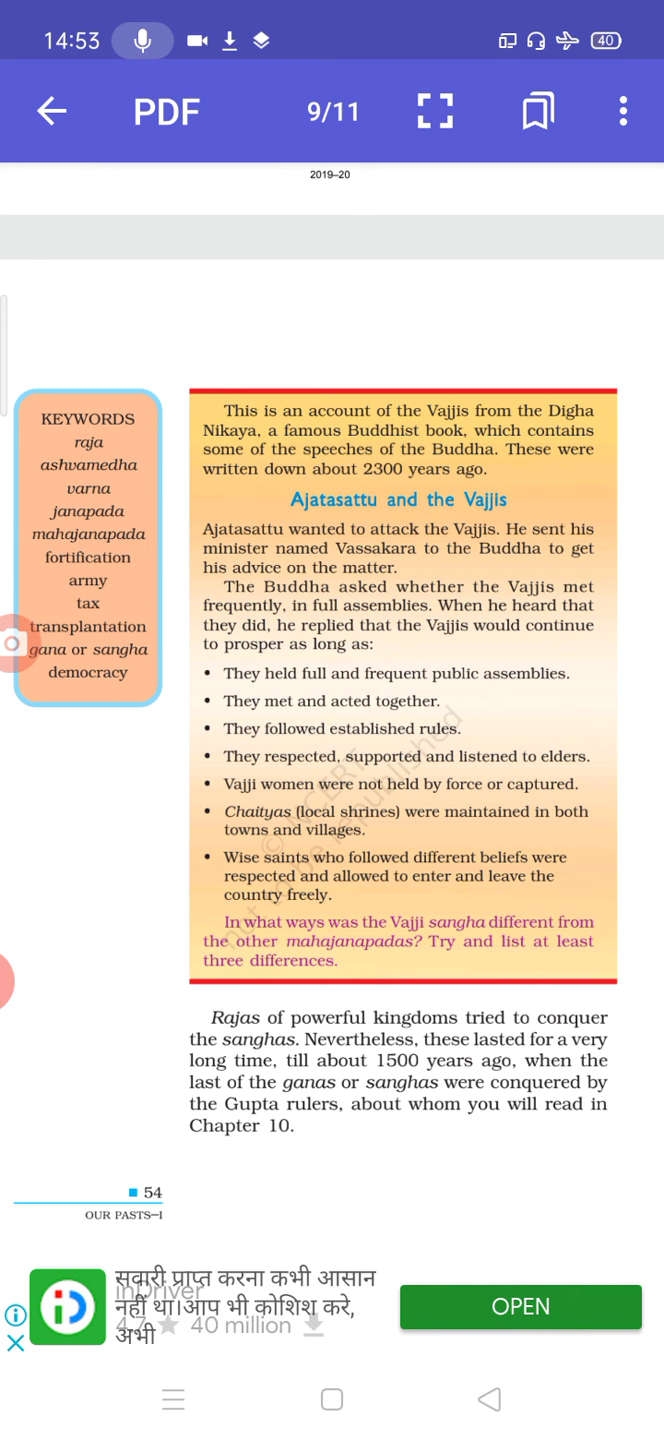 14:53
40
PDF
9/11
2019–20
KEYWORDS
raja
ashvamedha
varna
janapada
mahajanapada
fortification
army
tax
transplantation
gana or sangha
democracy
This is an account of the Vajjis from the Digha
Nikaya, a famous Buddhist book, which contains
some of the speeches of the Buddha. These were
written down about 2300 years ago.
Ajatasattu and the Vajjis
Ajatasattu wanted to attack the Vajjis. He sent his
minister named Vassakara to the Buddha to get
his advice on the matter.
The Buddha asked whether the Vajjis met
frequently, in full assemblies. When he heard that
they did, he replied that the Vajjis would continue
to prosper as long as:
• They held full and frequent public assemblies.
• They met and acted together.
• They followed established rules.
• They respected, supported and listened to elders.
• Vajji women were not held by force or captured.
• Chaityas (local shrines) were maintained in both
towns and villages.
• Wise saints who followed different beliefs were
respected and allowed to enter and leave the
country freely.
In what ways was the Vajji sangha different from
the other mahajanapadas? Try and list at least
three differences.
© NCERT
not to be republished
Rajas of powerful kingdoms tried to conquer
the sanghas. Nevertheless, these lasted for a very
long time, till about 1500 years ago, when the
last of the ganas or sanghas were conquered by
the Gupta rulers, about whom you will read in
Chapter 10.
54
OUR PASTS–I
सवारी प्राप्त करना कभी आसान
inDriver
नहीं था।आप भी कोशिश करे,
4.7 ★ 40 million
अभी
OPEN